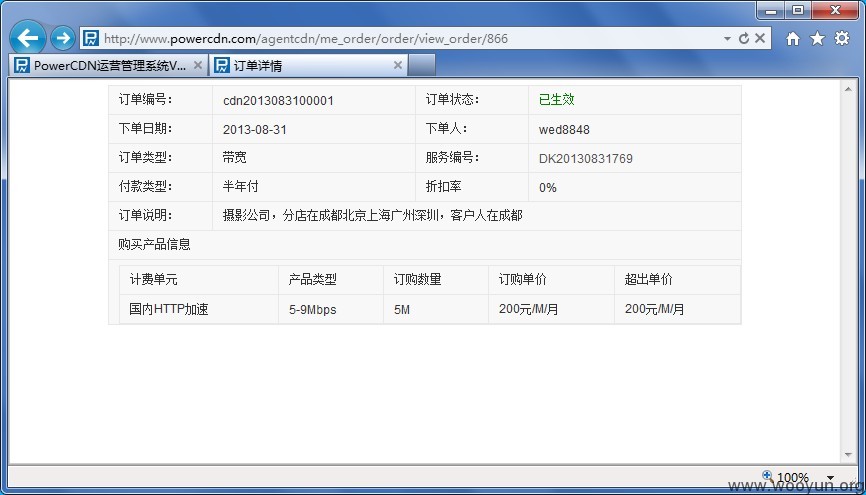 http://www.powercdn.com/agentcdn/me_order/order/view_order/866
PowerCDN运营管理系统V... 订单详情
订单编号: cdn2013083100001 订单状态: 已生效
下单日期: 2013-08-31 下单人: wed8848
订单类型: 带宽 服务编号: DK20130831769
付款类型: 半年付 折扣率 0%
订单说明: 摄影公司，分店在成都北京上海广州深圳，客户人在成都
购买产品信息
计费单元 产品类型 订购数量 订购单价 超出单价
国内HTTP加速 5-9Mbps 5M 200元/M/月 200元/M/月
100%
www.wooyun.org